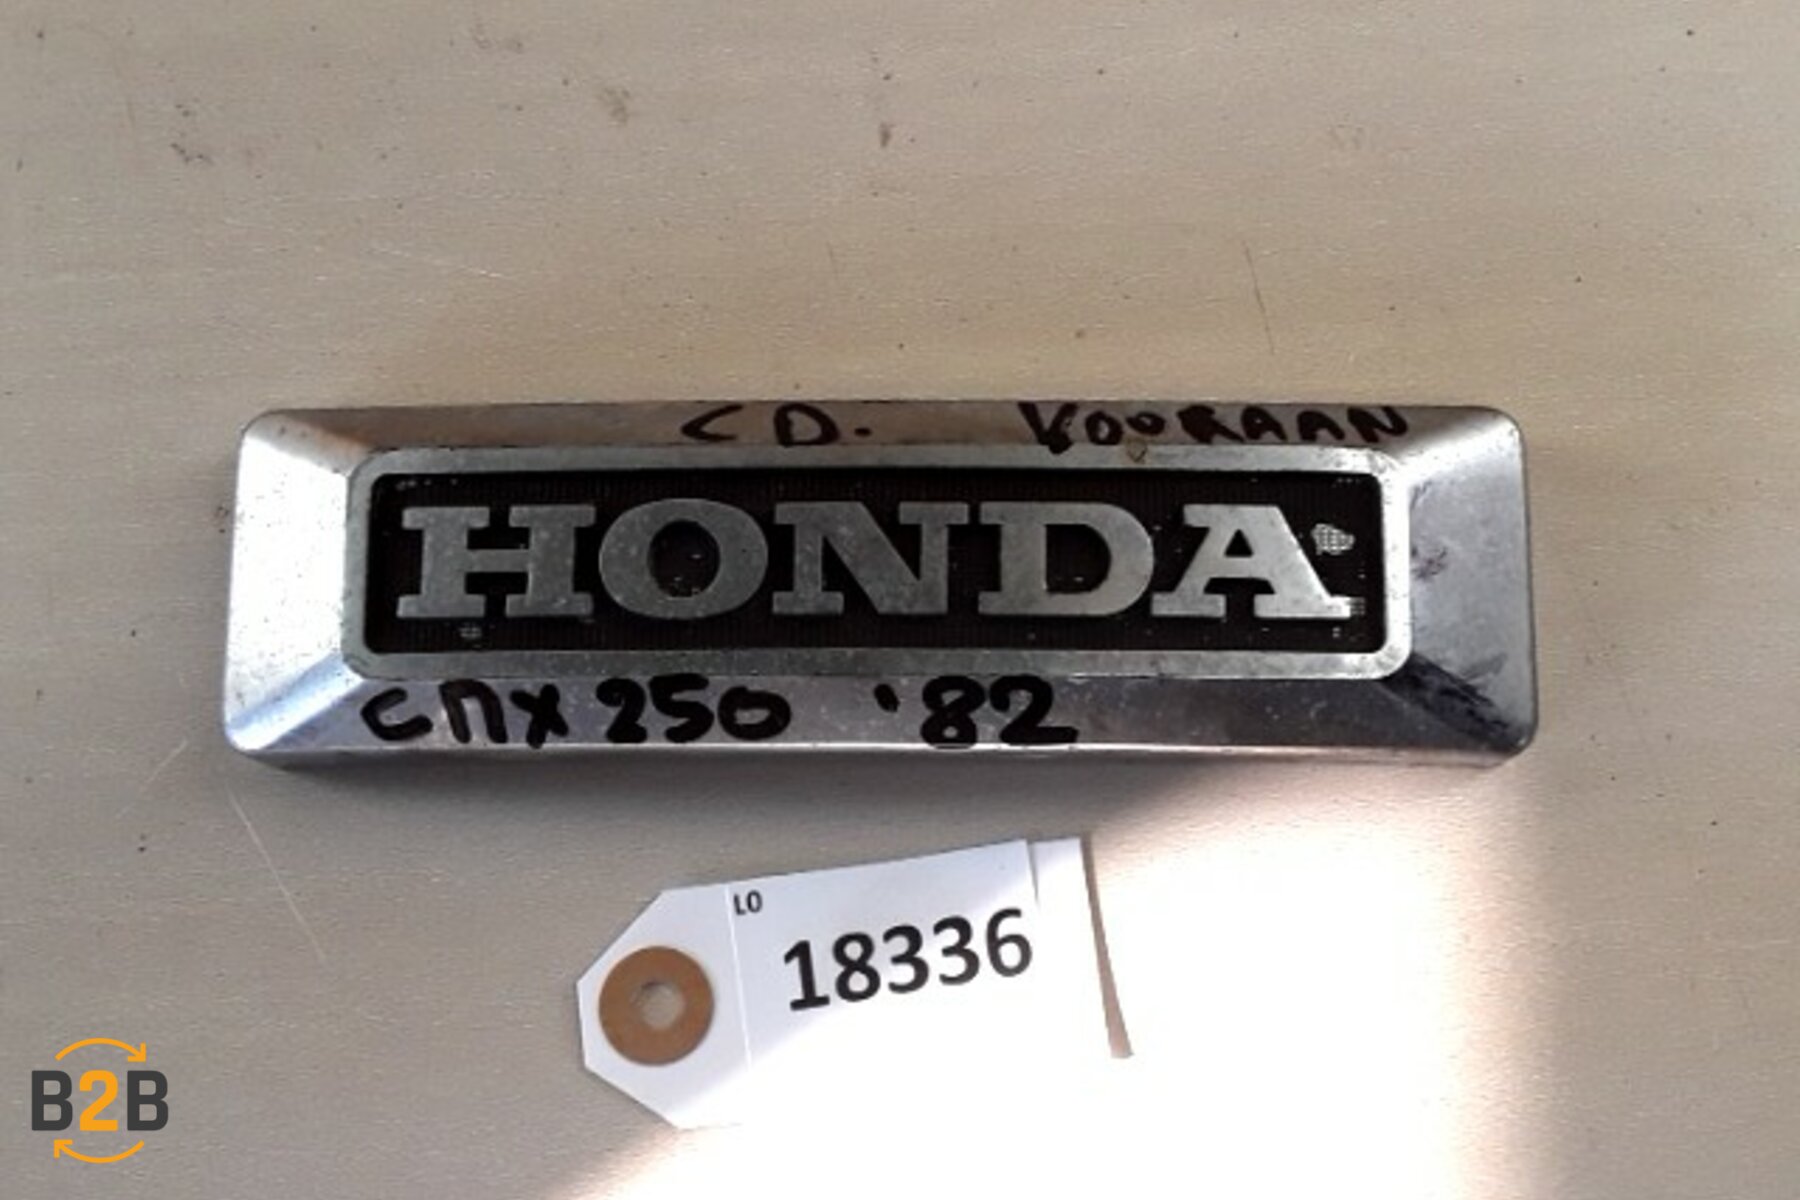 CD. VOORAAN
HONDA
CMX 250 '82
LO
18336
B2B